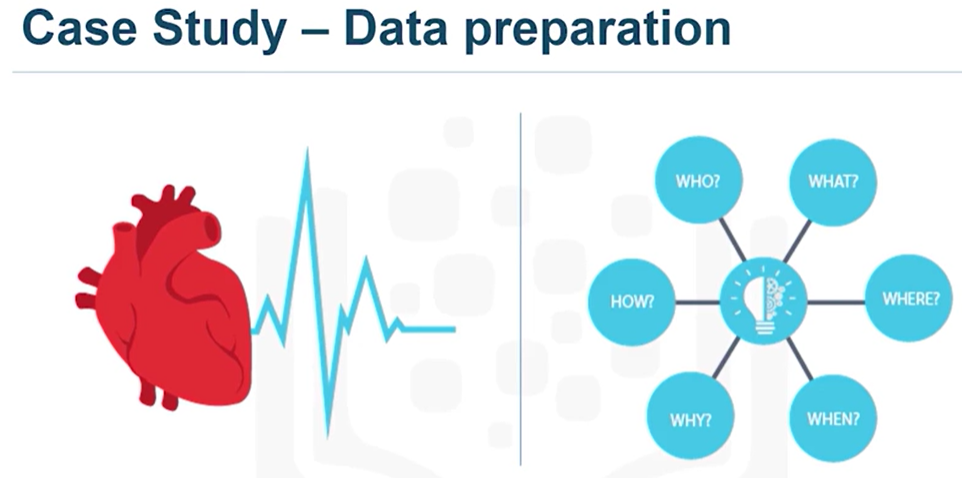 Case Study – Data preparation
WHO?
WHAT?
HOW?
WHERE?
WHY?
WHEN?